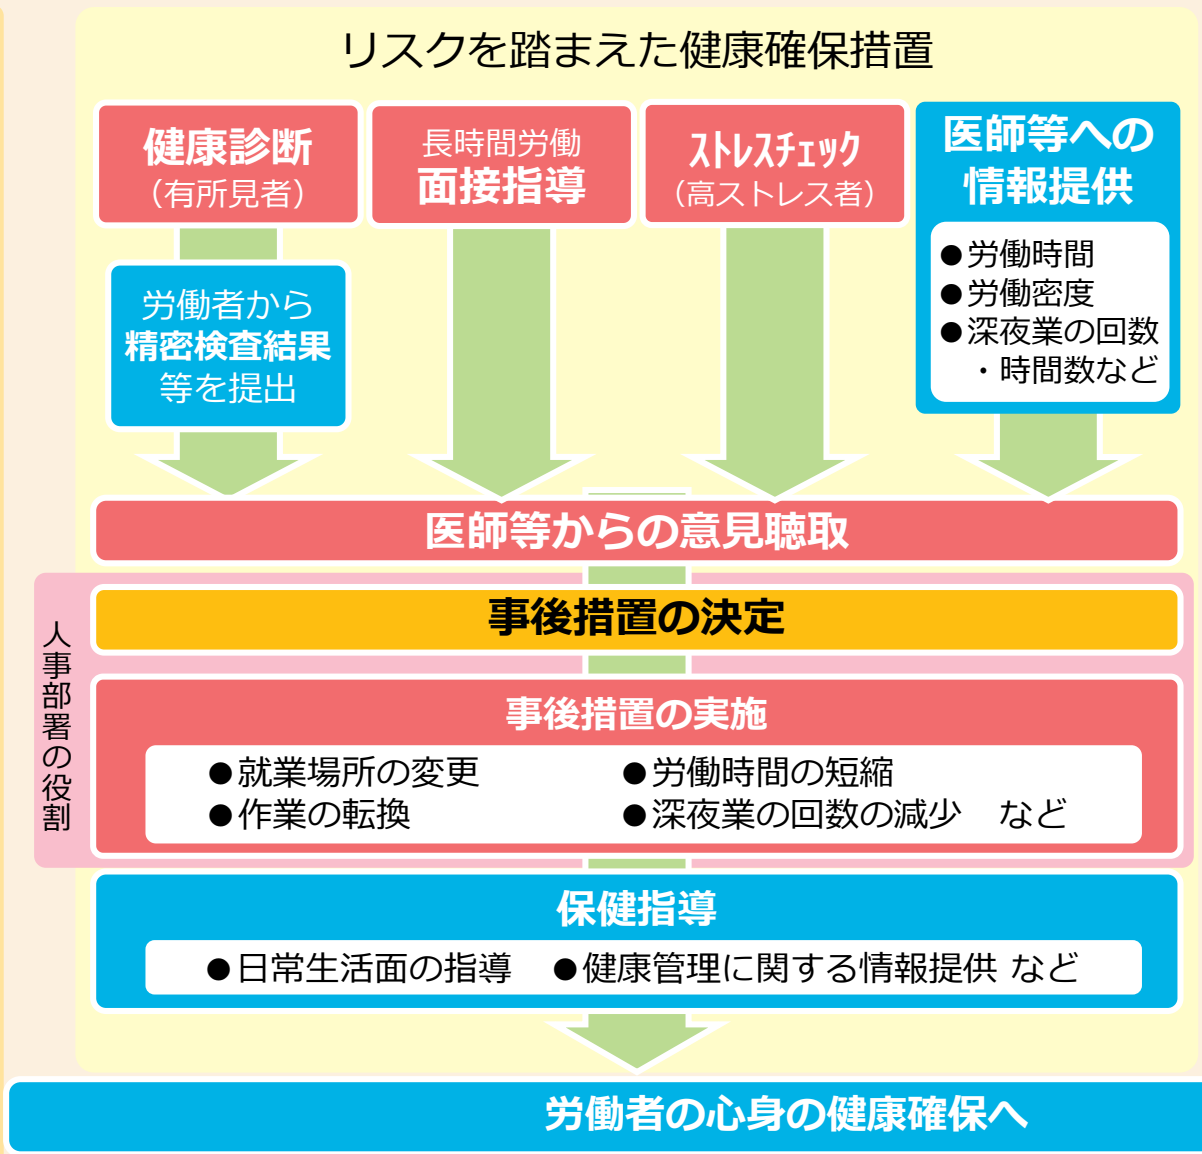 リスクを踏まえた健康確保措置
健康診断
（有所見者）
長時間労働
面接指導
ｽﾄﾚｽﾁｪｯｸ
（高ストレス者）
医師等への
情報提供
●労働時間
●労働密度
●深夜業の回数
・時間数など
労働者から
精密検査結果
等を提出
医師等からの意見聴取
人事部署の役割
事後措置の決定
事後措置の実施
●就業場所の変更 ●労働時間の短縮
●作業の転換 ●深夜業の回数の減少 など
保健指導
●日常生活面の指導 ●健康管理に関する情報提供 など
労働者の心身の健康確保へ